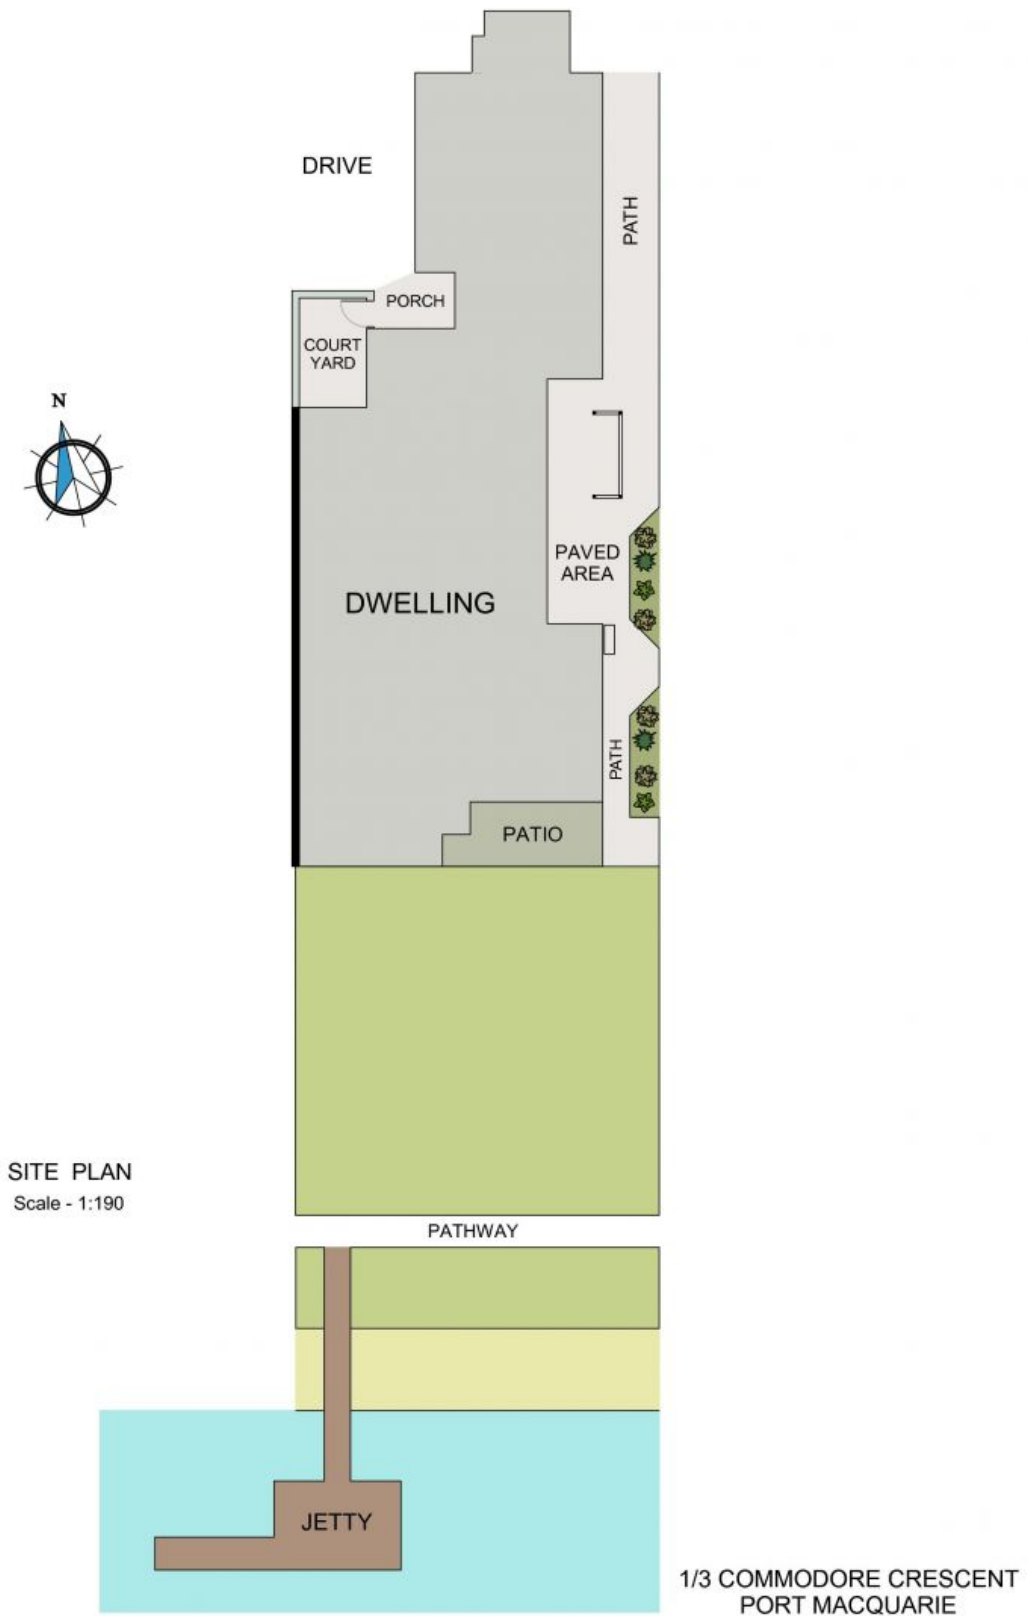 DRIVE
PATH
PORCH
COURT
YARD
N
PAVED
AREA
DWELLING
PATH
PATIO
SITE PLAN
Scale - 1:190
PATHWAY
JETTY
1/3 COMMODORE CRESCENT
PORT MACQUARIE